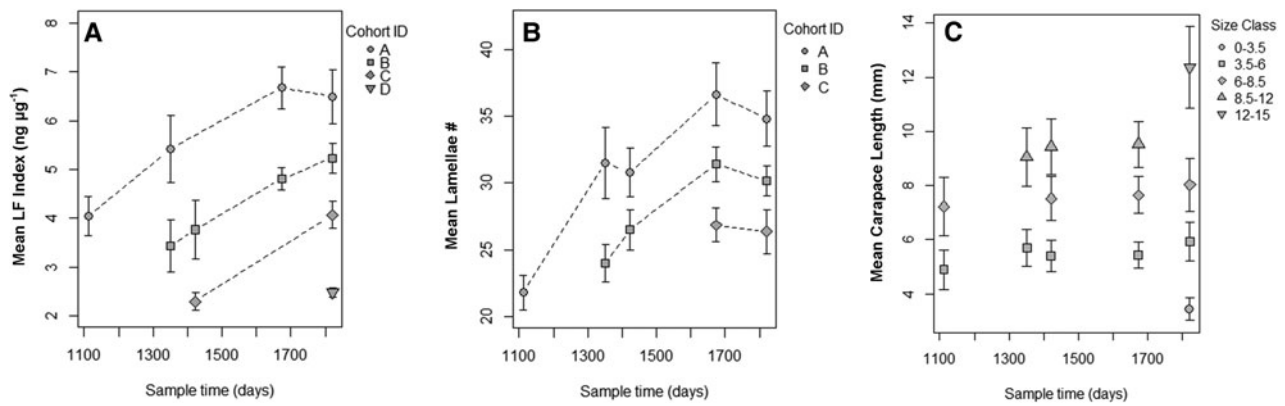 A
Mean LF Index (ng µg⁻¹)
8
7
6
5
4
3
2
1100
1300
1500
1700
Sample time (days)
Cohort ID
A
B
C
D
B
Mean Lamellae #
40
35
30
25
20
1100
1300
1500
1700
Sample time (days)
Cohort ID
A
B
C
C
Mean Carapace Length (mm)
14
12
10
8
6
4
1100
1300
1500
1700
Sample time (days)
Size Class
0-3.5
3.5-6
6-8.5
8.5-12
12-15